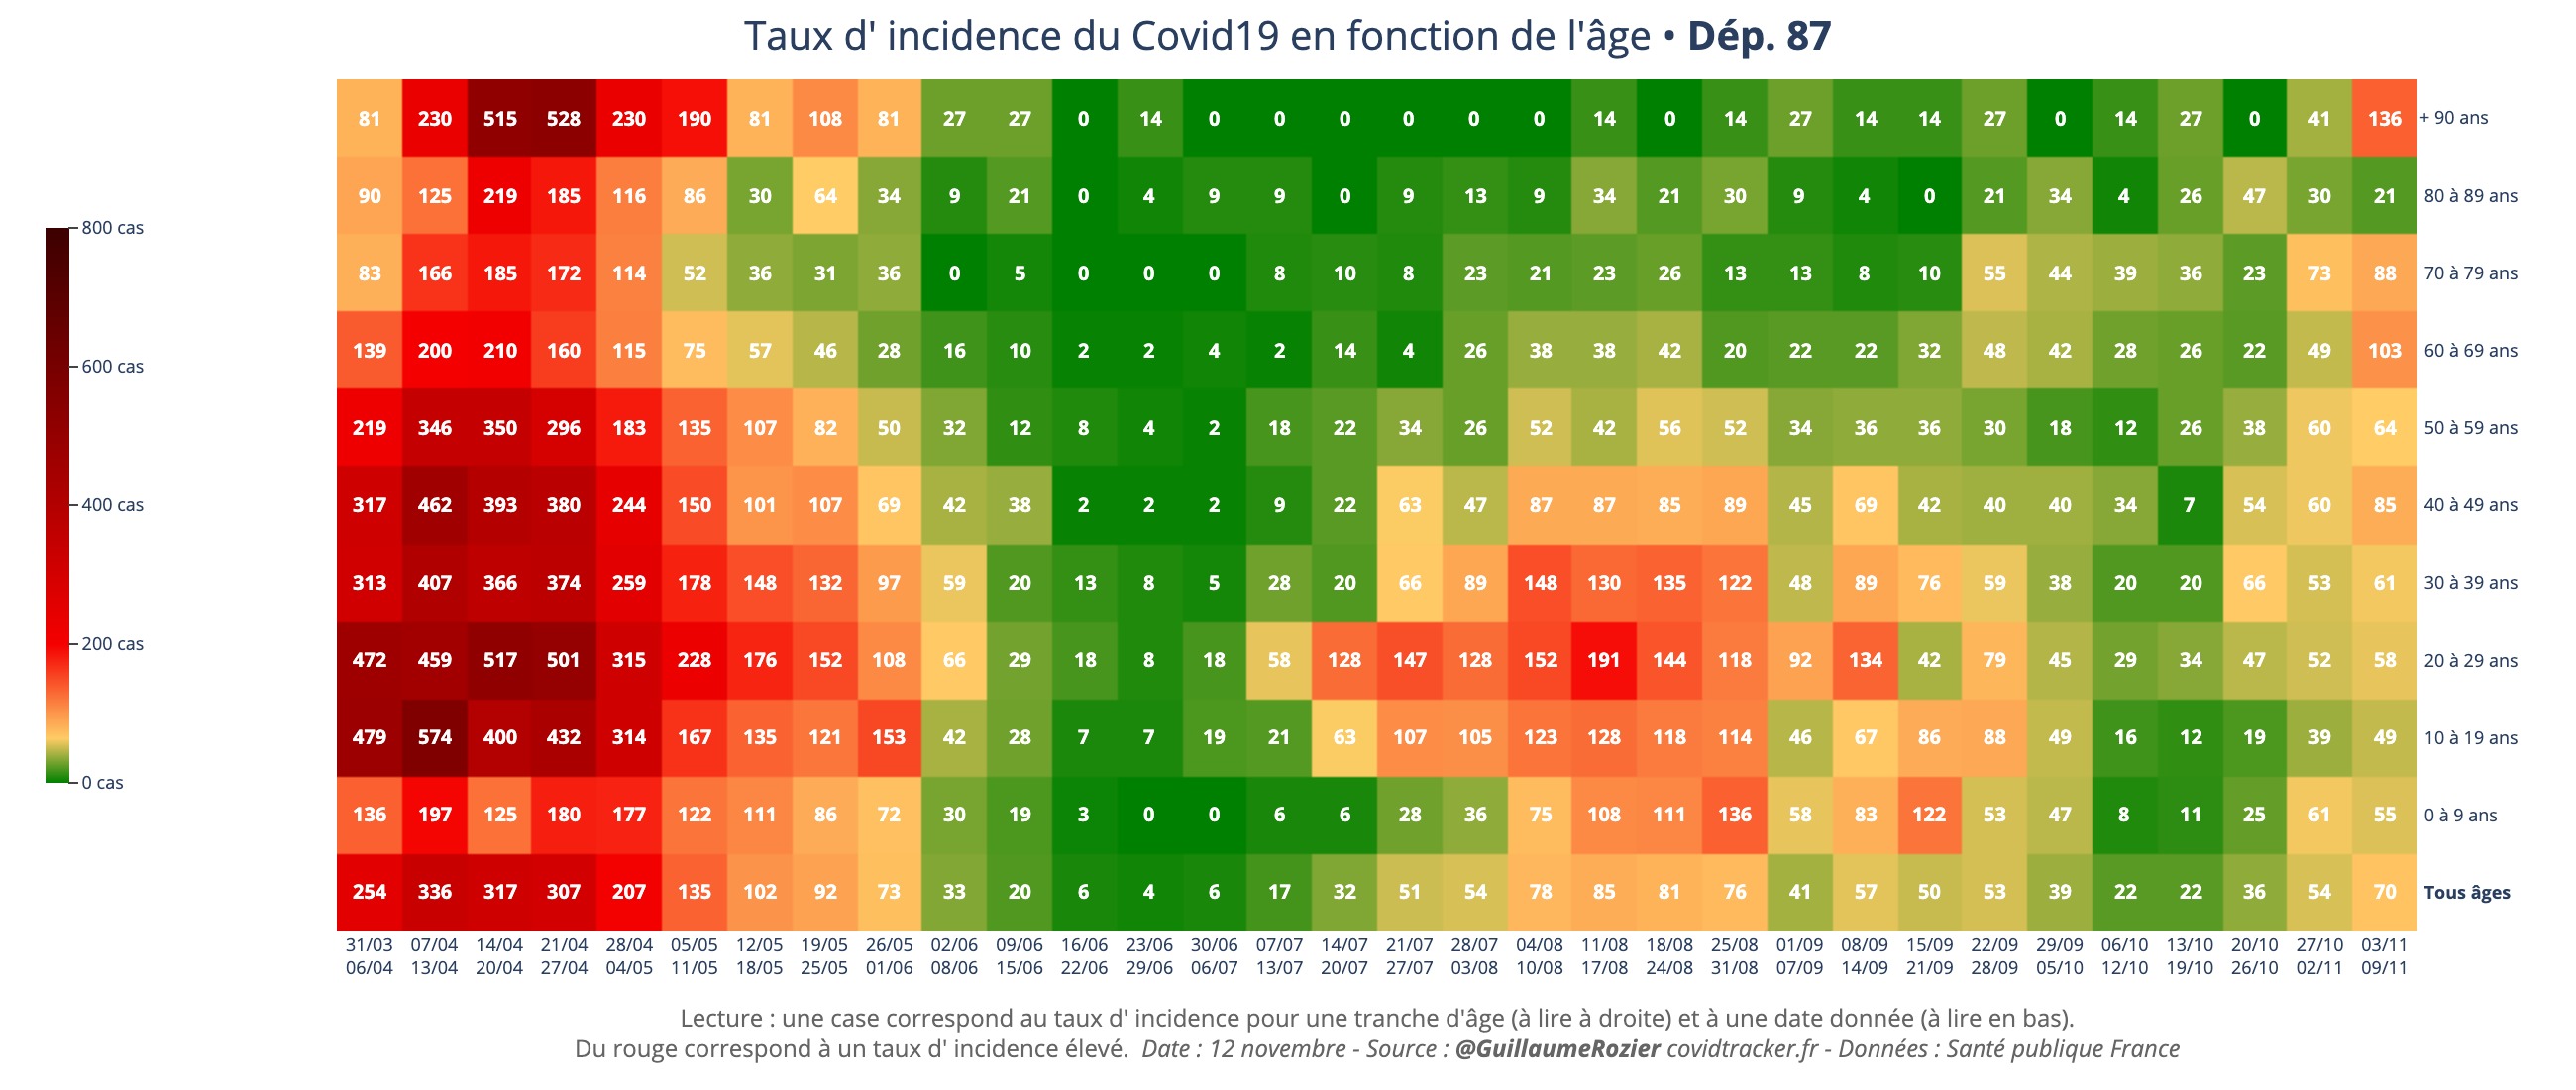 Taux d' incidence du Covid19 en fonction de l'âge • Dép. 87
81 230 515 528 230 190 81 108 81 27 27 0 14 0 0 0 0 0 0 14 0 14 27 14 14 27 0 14 27 0 41 136 + 90 ans
90 125 219 185 116 86 30 64 34 9 21 0 4 9 9 0 9 13 9 34 21 30 9 4 0 21 34 4 26 47 30 21 80 à 89 ans
800 cas
83 166 185 172 114 52 36 31 36 0 5 0 0 0 8 10 8 23 21 23 26 13 13 8 10 55 44 39 36 23 73 88 70 à 79 ans
139 200 210 160 115 75 57 46 28 16 10 2 2 4 2 14 4 26 38 38 42 20 22 22 32 48 42 28 26 22 49 103 60 à 69 ans
600 cas
219 346 350 296 183 135 107 82 50 32 12 8 4 2 18 22 34 26 52 42 56 52 34 36 36 30 18 12 26 38 60 64 50 à 59 ans
400 cas
317 462 393 380 244 150 101 107 69 42 38 2 2 2 9 22 63 47 87 87 85 89 45 69 42 40 40 34 7 54 60 85 40 à 49 ans
313 407 366 374 259 178 148 132 97 59 20 13 8 5 28 20 66 89 148 130 135 122 48 89 76 59 38 20 20 66 53 61 30 à 39 ans
200 cas
472 459 517 501 315 228 176 152 108 66 29 18 8 18 58 128 147 128 152 191 144 118 92 134 42 79 45 29 34 47 52 58 20 à 29 ans
479 574 400 432 314 167 135 121 153 42 28 7 7 19 21 63 107 105 123 128 118 114 46 67 86 88 49 16 12 19 39 49 10 à 19 ans
0 cas
136 197 125 180 177 122 111 86 72 30 19 3 0 0 6 6 28 36 75 108 111 136 58 83 122 53 47 8 11 25 61 55 0 à 9 ans
254 336 317 307 207 135 102 92 73 33 20 6 4 6 17 32 51 54 78 85 81 76 41 57 50 53 39 22 22 36 54 70 Tous âges
31/03 07/04 14/04 21/04 28/04 05/05 12/05 19/05 26/05 02/06 09/06 16/06 23/06 30/06 07/07 14/07 21/07 28/07 04/08 11/08 18/08 25/08 01/09 08/09 15/09 22/09 29/09 06/10 13/10 20/10 27/10 03/11
06/04 13/04 20/04 27/04 04/05 11/05 18/05 25/05 01/06 08/06 15/06 22/06 29/06 06/07 13/07 20/07 27/07 03/08 10/08 17/08 24/08 31/08 07/09 14/09 21/09 28/09 05/10 12/10 19/10 26/10 02/11 09/11
Lecture : une case correspond au taux d' incidence pour une tranche d'âge (à lire à droite) et à une date donnée (à lire en bas).
Du rouge correspond à un taux d' incidence élevé. Date : 12 novembre - Source : @GuillaumeRozier covidtracker.fr - Données : Santé publique France